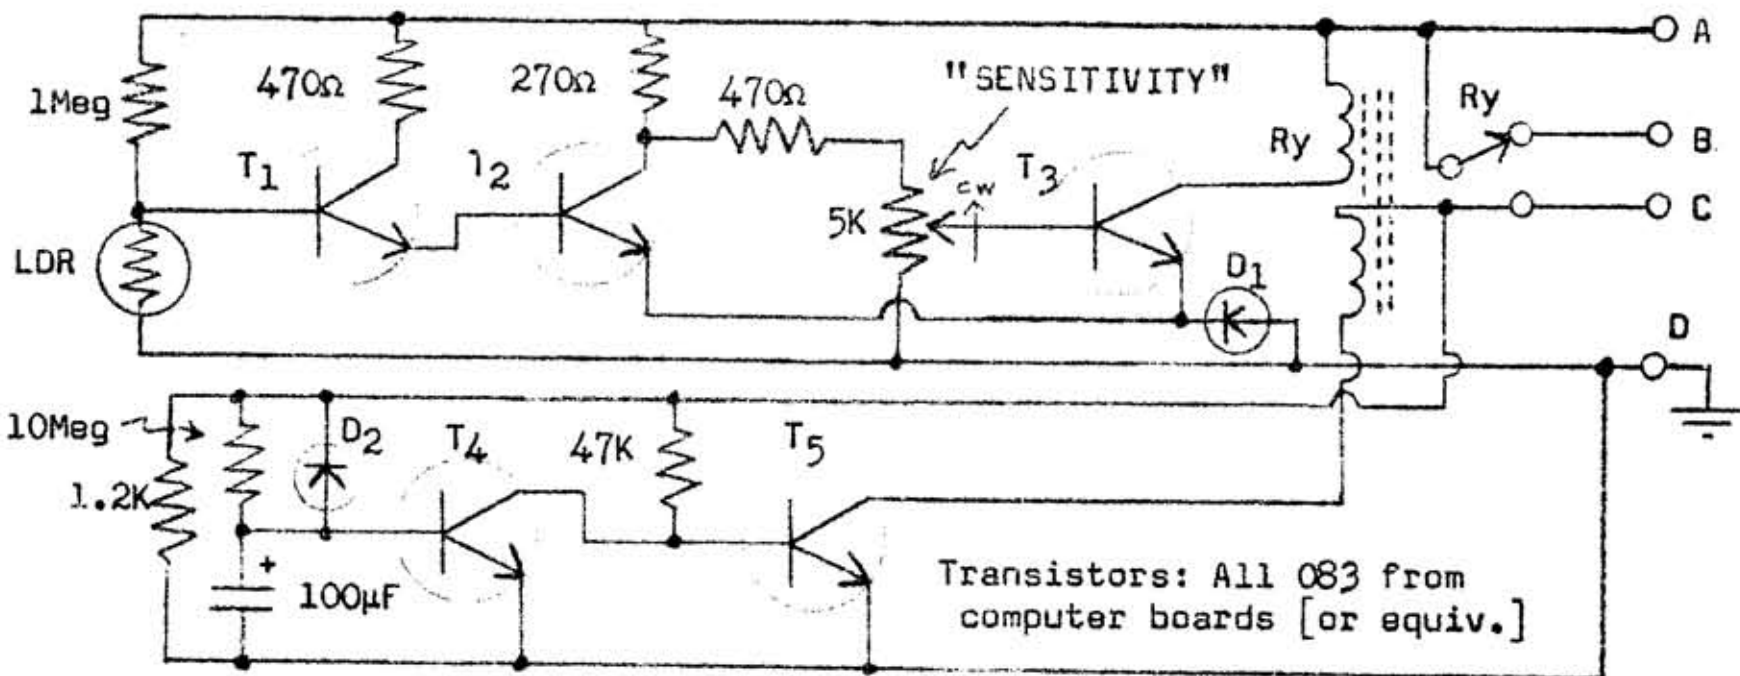 A
470Ω
270Ω
"SENSITIVITY"
1Meg
470Ω
Ry
B
T1
T2
Ry
T3
cw
5K
C
LDR
D1
D
10Meg
D2
T4
47K
T5
1.2K
+
100µF
Transistors: All 083 from
computer boards [or equiv.]